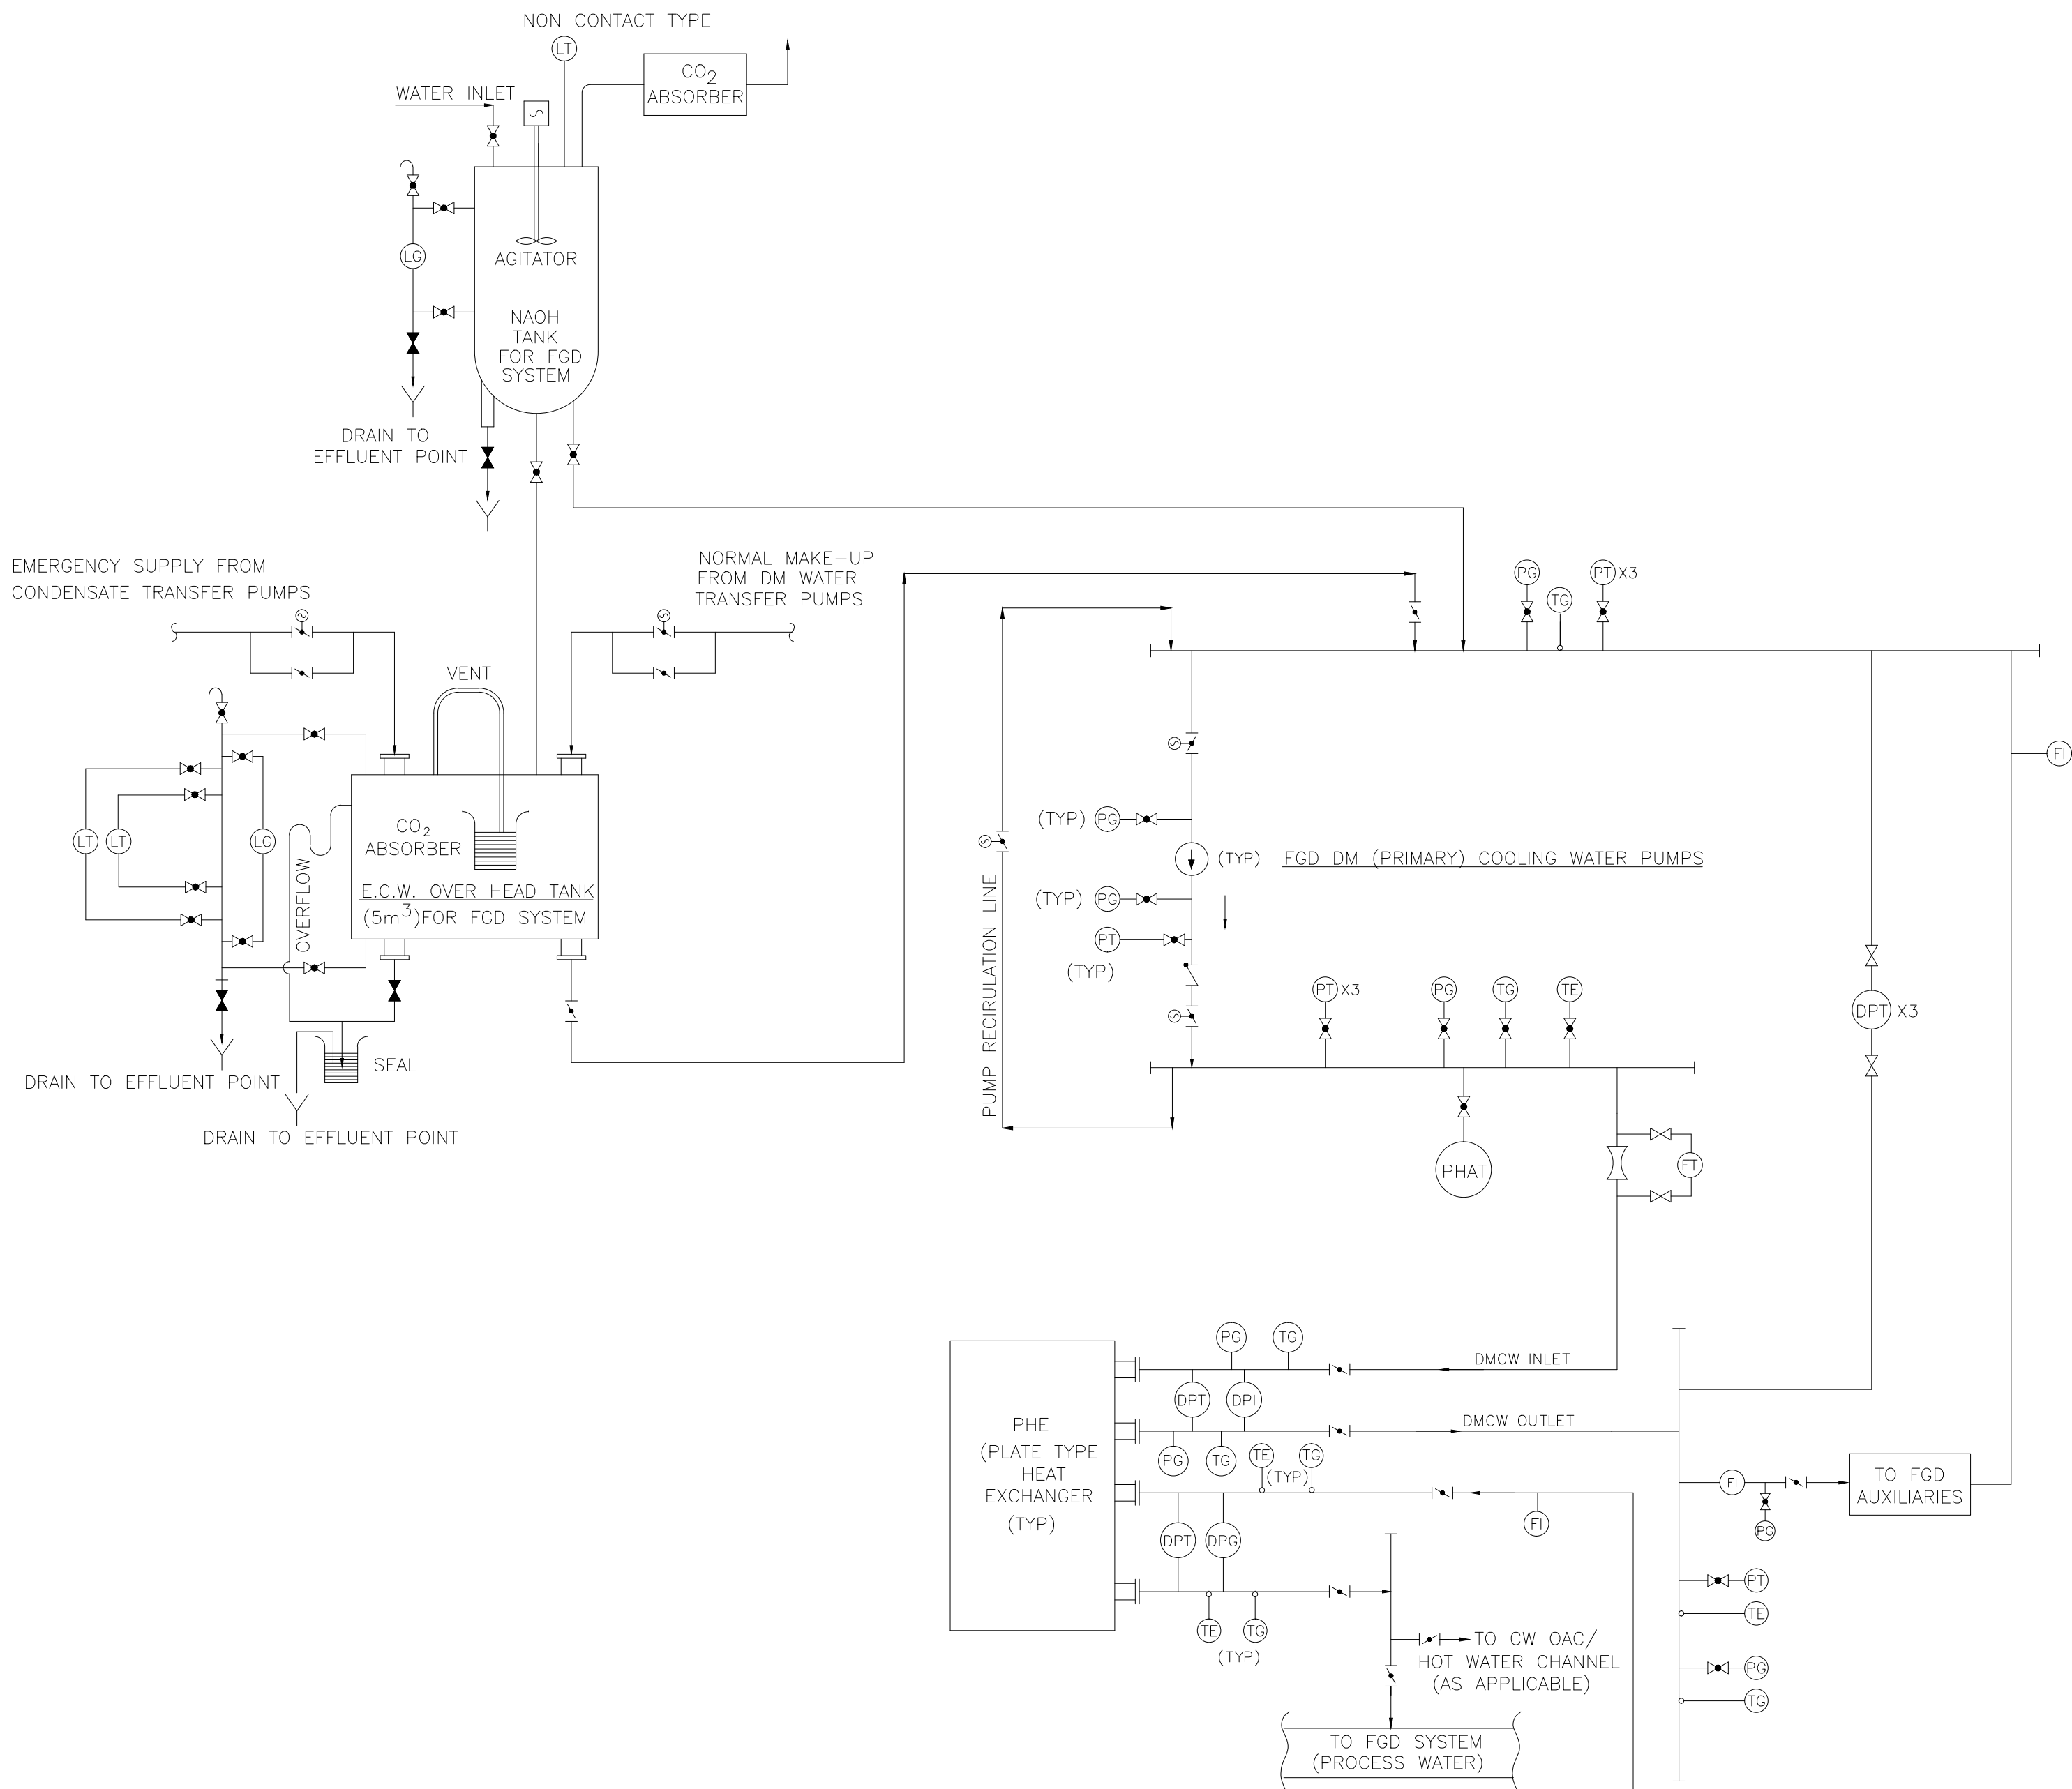 NON CONTACT TYPE
LT
CO2
ABSORBER
WATER INLET
S
LG
AGITATOR
NAOH
TANK
FOR FGD
SYSTEM
DRAIN TO
EFFLUENT POINT
EMERGENCY SUPPLY FROM
CONDENSATE TRANSFER PUMPS
S
NORMAL MAKE-UP
FROM DM WATER
TRANSFER PUMPS
S
VENT
LT
LT
LG
OVERFLOW
CO2
ABSORBER
E.C.W. OVER HEAD TANK
(5m3)FOR FGD SYSTEM
SEAL
DRAIN TO EFFLUENT POINT
DRAIN TO EFFLUENT POINT
PG
TG
PT X3
FI
S
S
PUMP RECIRULATION LINE
(TYP) PG
(TYP)
FGD DM (PRIMARY) COOLING WATER PUMPS
(TYP) PG
PT
(TYP)
S
PT X3
PG
TG
TE
DPT X3
PHAT
FT
PG
TG
DMCW INLET
DPT
DPI
DMCW OUTLET
PG
TG
TE
(TYP)
TG
PHE
(PLATE TYPE
HEAT
EXCHANGER
(TYP)
FI
DPT
DPG
TE
TG
(TYP)
FI
PG
TO FGD
AUXILIARIES
PT
TE
PG
TG
TO CW OAC/
HOT WATER CHANNEL
(AS APPLICABLE)
TO FGD SYSTEM
(PROCESS WATER)